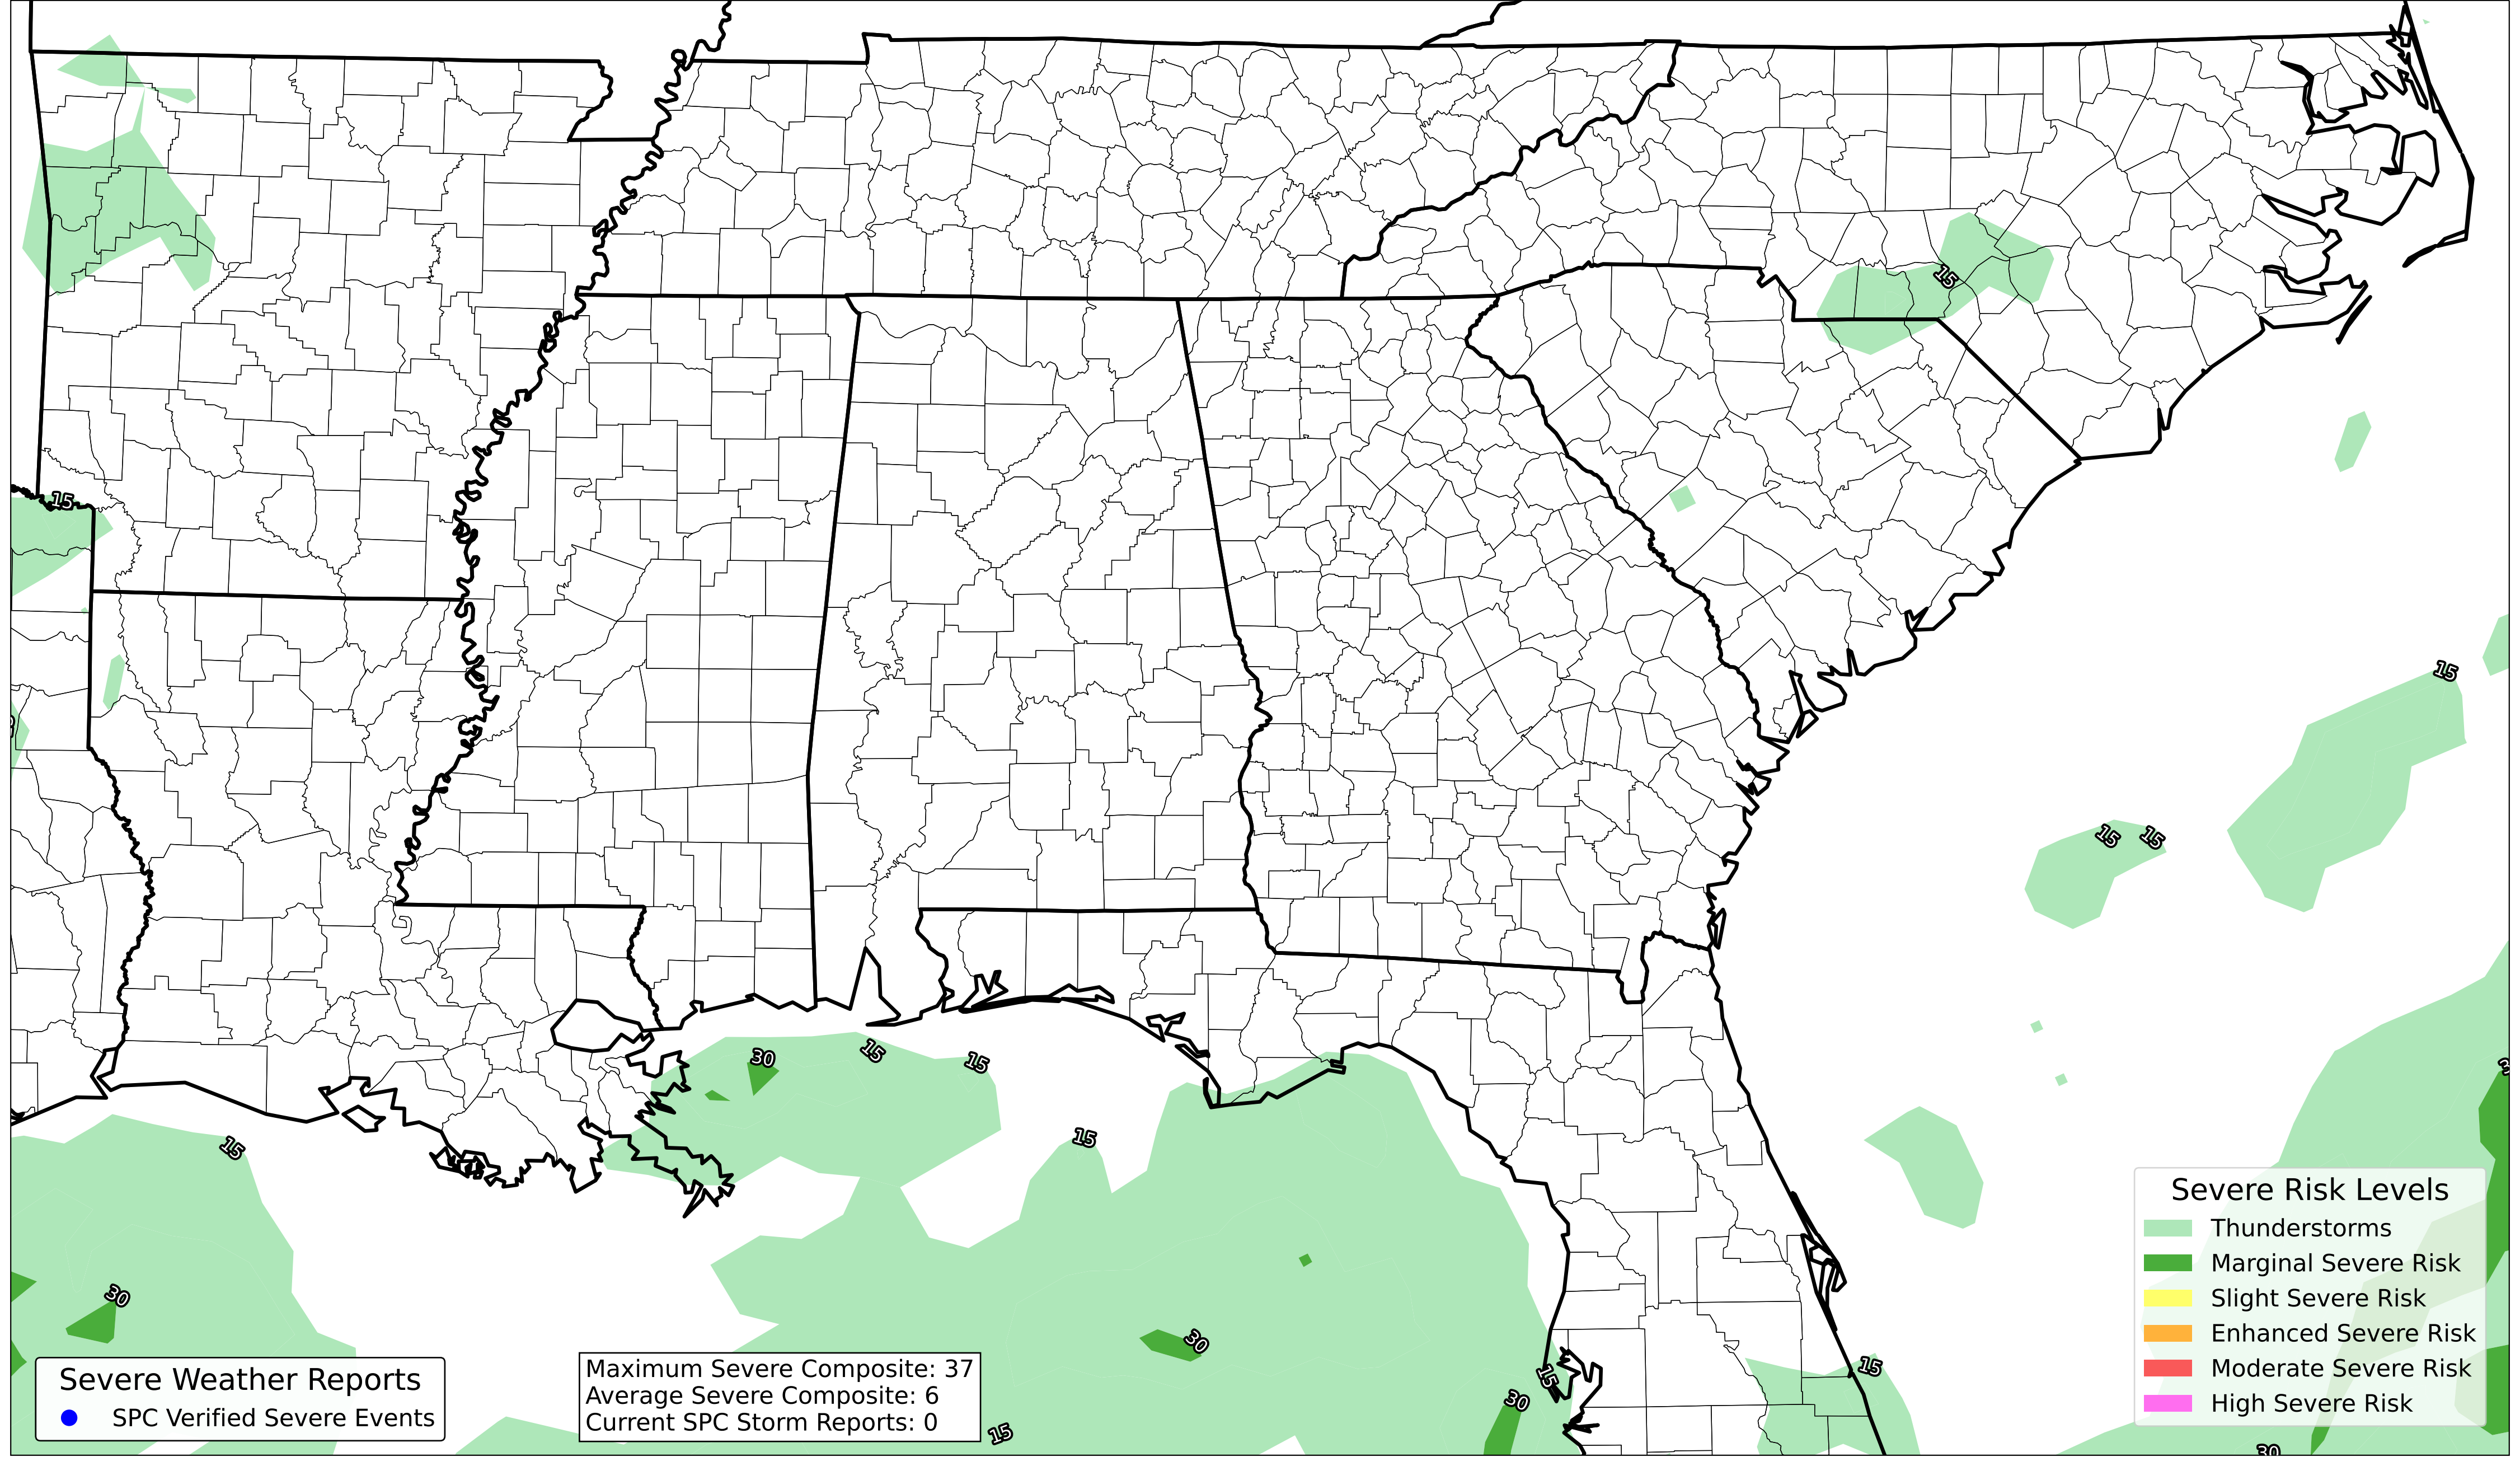 15
15
15
15
15
15
30
15
15
15
15
30
30
15
15
30
15
30
Severe Weather Reports
SPC Verified Severe Events
Maximum Severe Composite: 37
Average Severe Composite: 6
Current SPC Storm Reports: 0
Severe Risk Levels
Thunderstorms
Marginal Severe Risk
Slight Severe Risk
Enhanced Severe Risk
Moderate Severe Risk
High Severe Risk